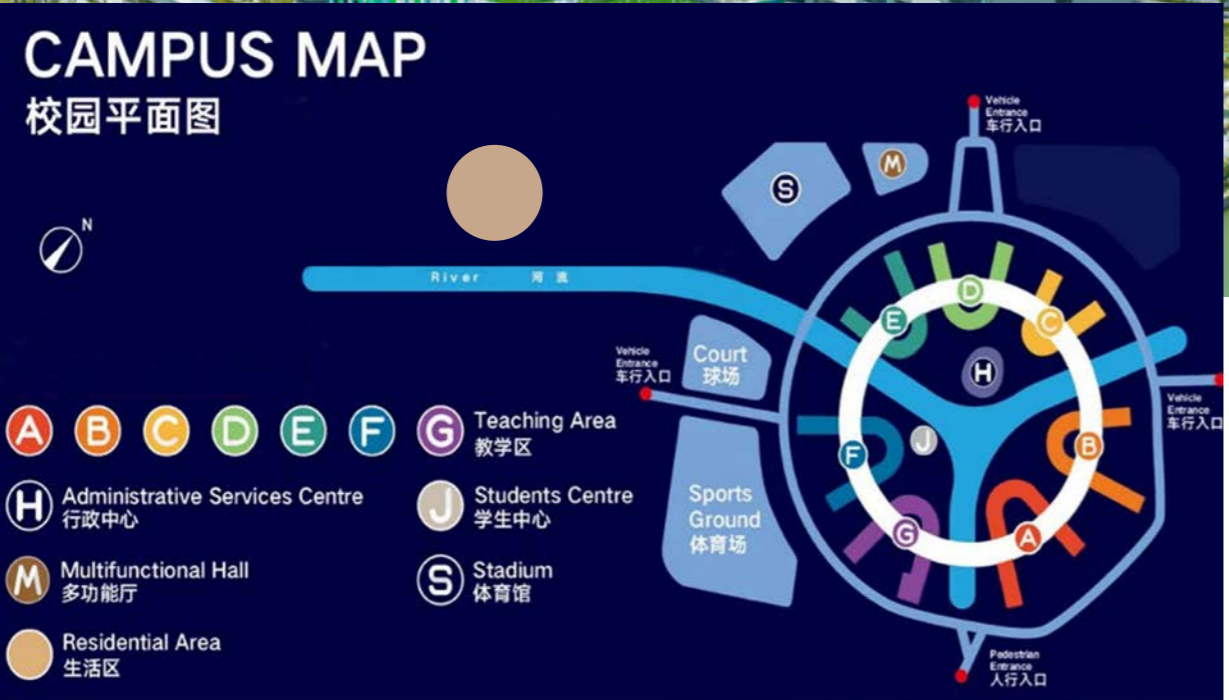 CAMPUS MAP
校园平面图
N
Vehicle
Entrance
车行入口
S
M
River 河流
E
D
C
H
Vehicle
Entrance
车行入口
Court
球场
Vehicle
Entrance
车行入口
A B C D E F G Teaching Area
教学区
F
J
B
H Administrative Services Centre
行政中心
J Students Centre
学生中心
Sports
Ground
体育场
G
A
M Multifunctional Hall
多功能厅
S Stadium
体育馆
Residential Area
生活区
Pedestrian
Entrance
人行入口